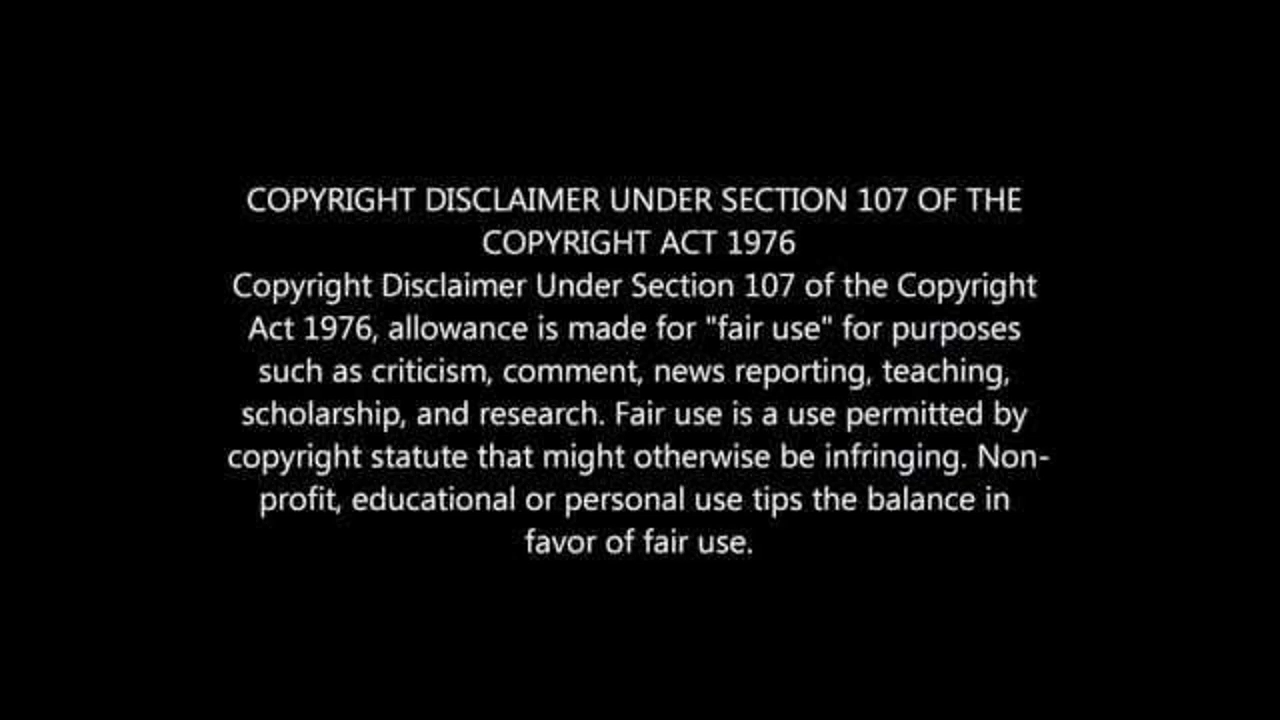 COPYRIGHT DISCLAIMER UNDER SECTION 107 OF THE
COPYRIGHT ACT 1976
Copyright Disclaimer Under Section 107 of the Copyright
Act 1976, allowance is made for "fair use" for purposes
such as criticism, comment, news reporting, teaching,
scholarship, and research. Fair use is a use permitted by
copyright statute that might otherwise be infringing. Non-
profit, educational or personal use tips the balance in
favor of fair use.